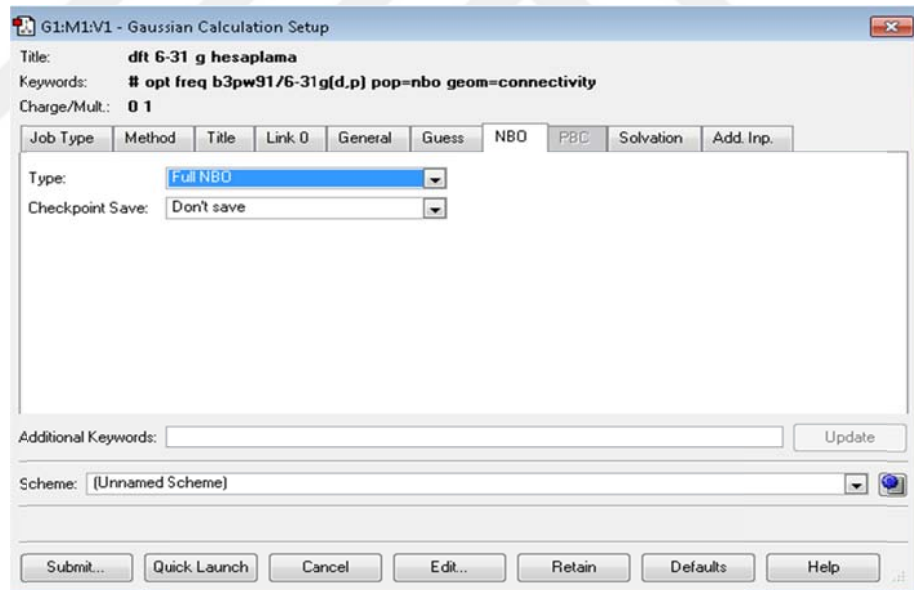 G1:M1:V1 - Gaussian Calculation Setup
Title: dft 6-31 g hesaplama
Keywords: # opt freq b3pw91/6-31g(d,p) pop=nbo geom=connectivity
Charge/Mult.: 0 1
Job Type Method Title Link 0 General Guess NBO PBC Solvation Add. Inp.
Type: Full NBO
Checkpoint Save: Don't save
Additional Keywords: Update
Scheme: (Unnamed Scheme)
Submit... Quick Launch Cancel Edit... Retain Defaults Help